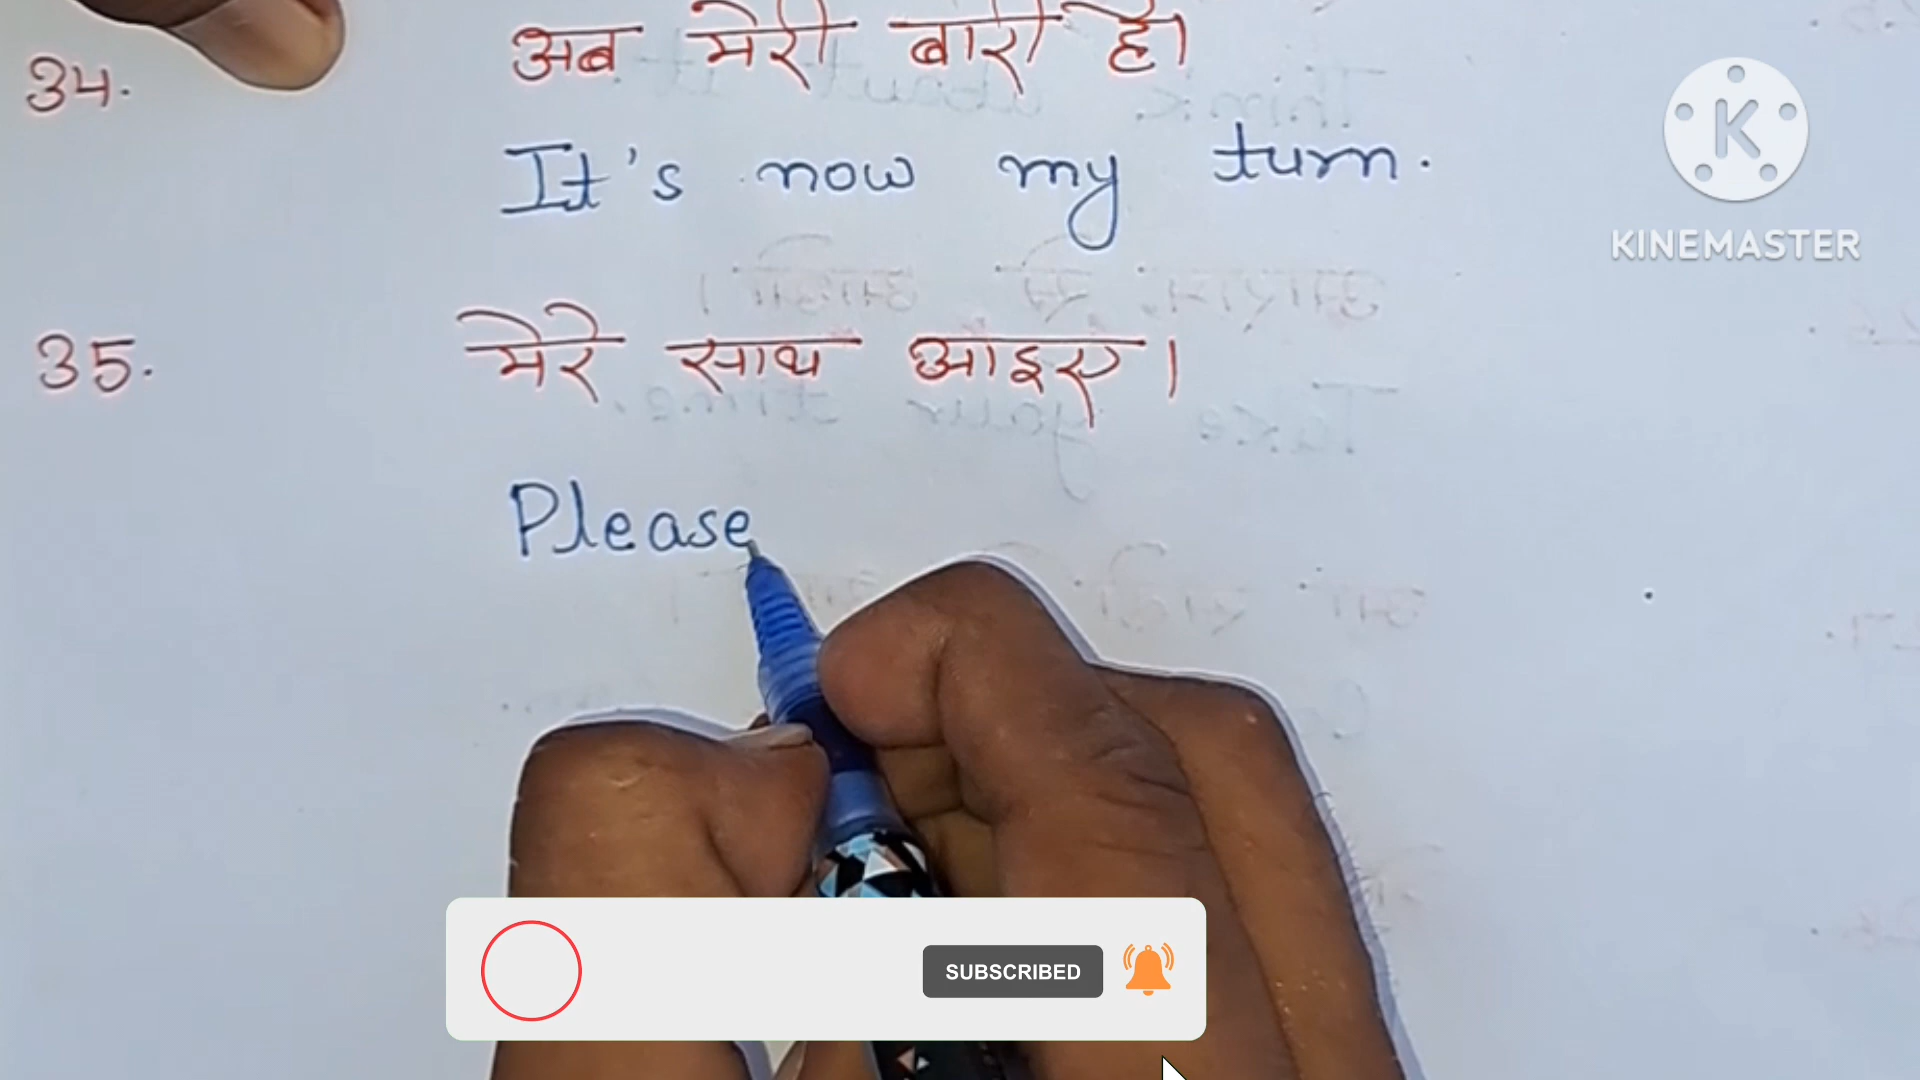 34. अब मेरी बारी है।
It's now my turn.
KINEMASTER
35. मेरे साथ आइए।
Please
SUBSCRIBED